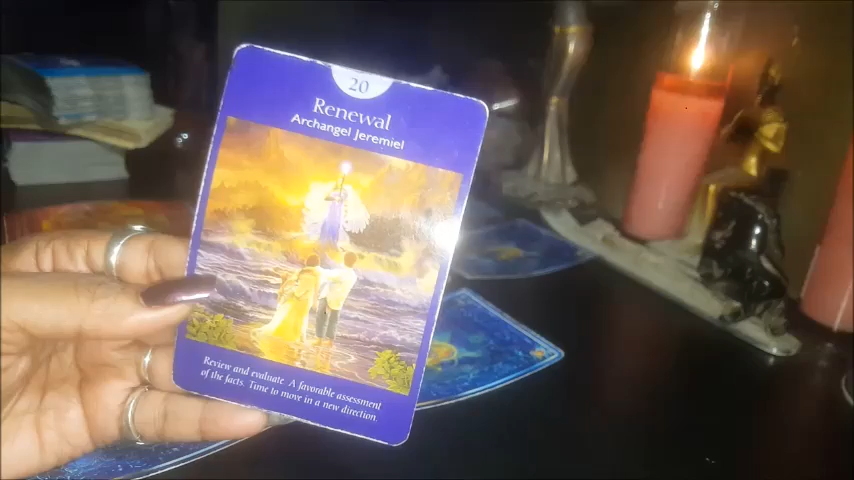 20
Renewal
Archangel Jeremiel
Review and evaluate. A favorable assessment
of the facts. Time to move in a new direction.